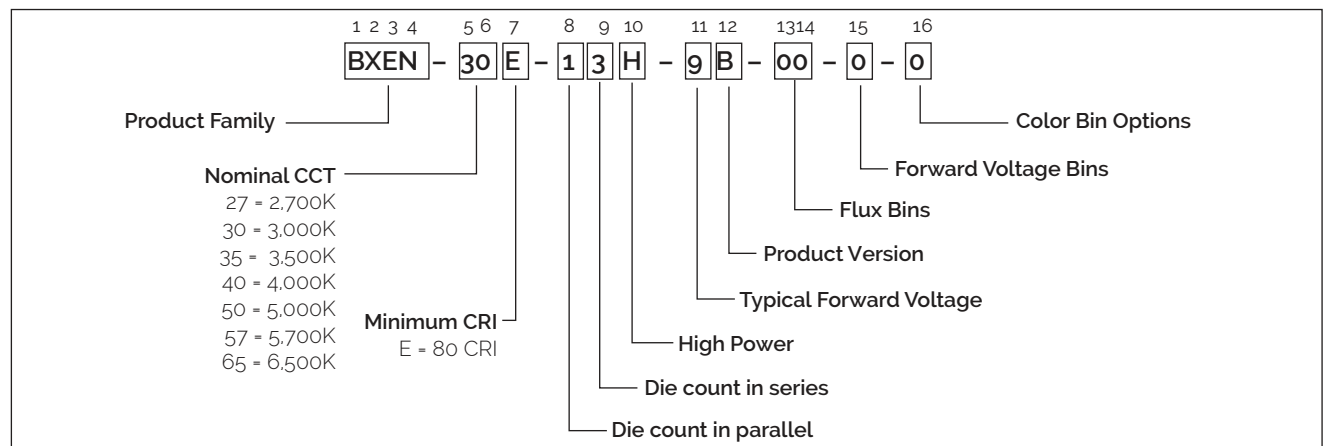 1 2 3 4 5 6 7 8 9 10 11 12 1314 15 16
BXEN – 30 E – 1 3 H – 9 B – 00 – 0 – 0
Product Family
Color Bin Options
Nominal CCT
27 = 2,700K
30 = 3,000K
35 = 3,500K
40 = 4,000K
50 = 5,000K
57 = 5,700K
65 = 6,500K
Forward Voltage Bins
Flux Bins
Product Version
Typical Forward Voltage
Minimum CRI
E = 80 CRI
High Power
Die count in series
Die count in parallel